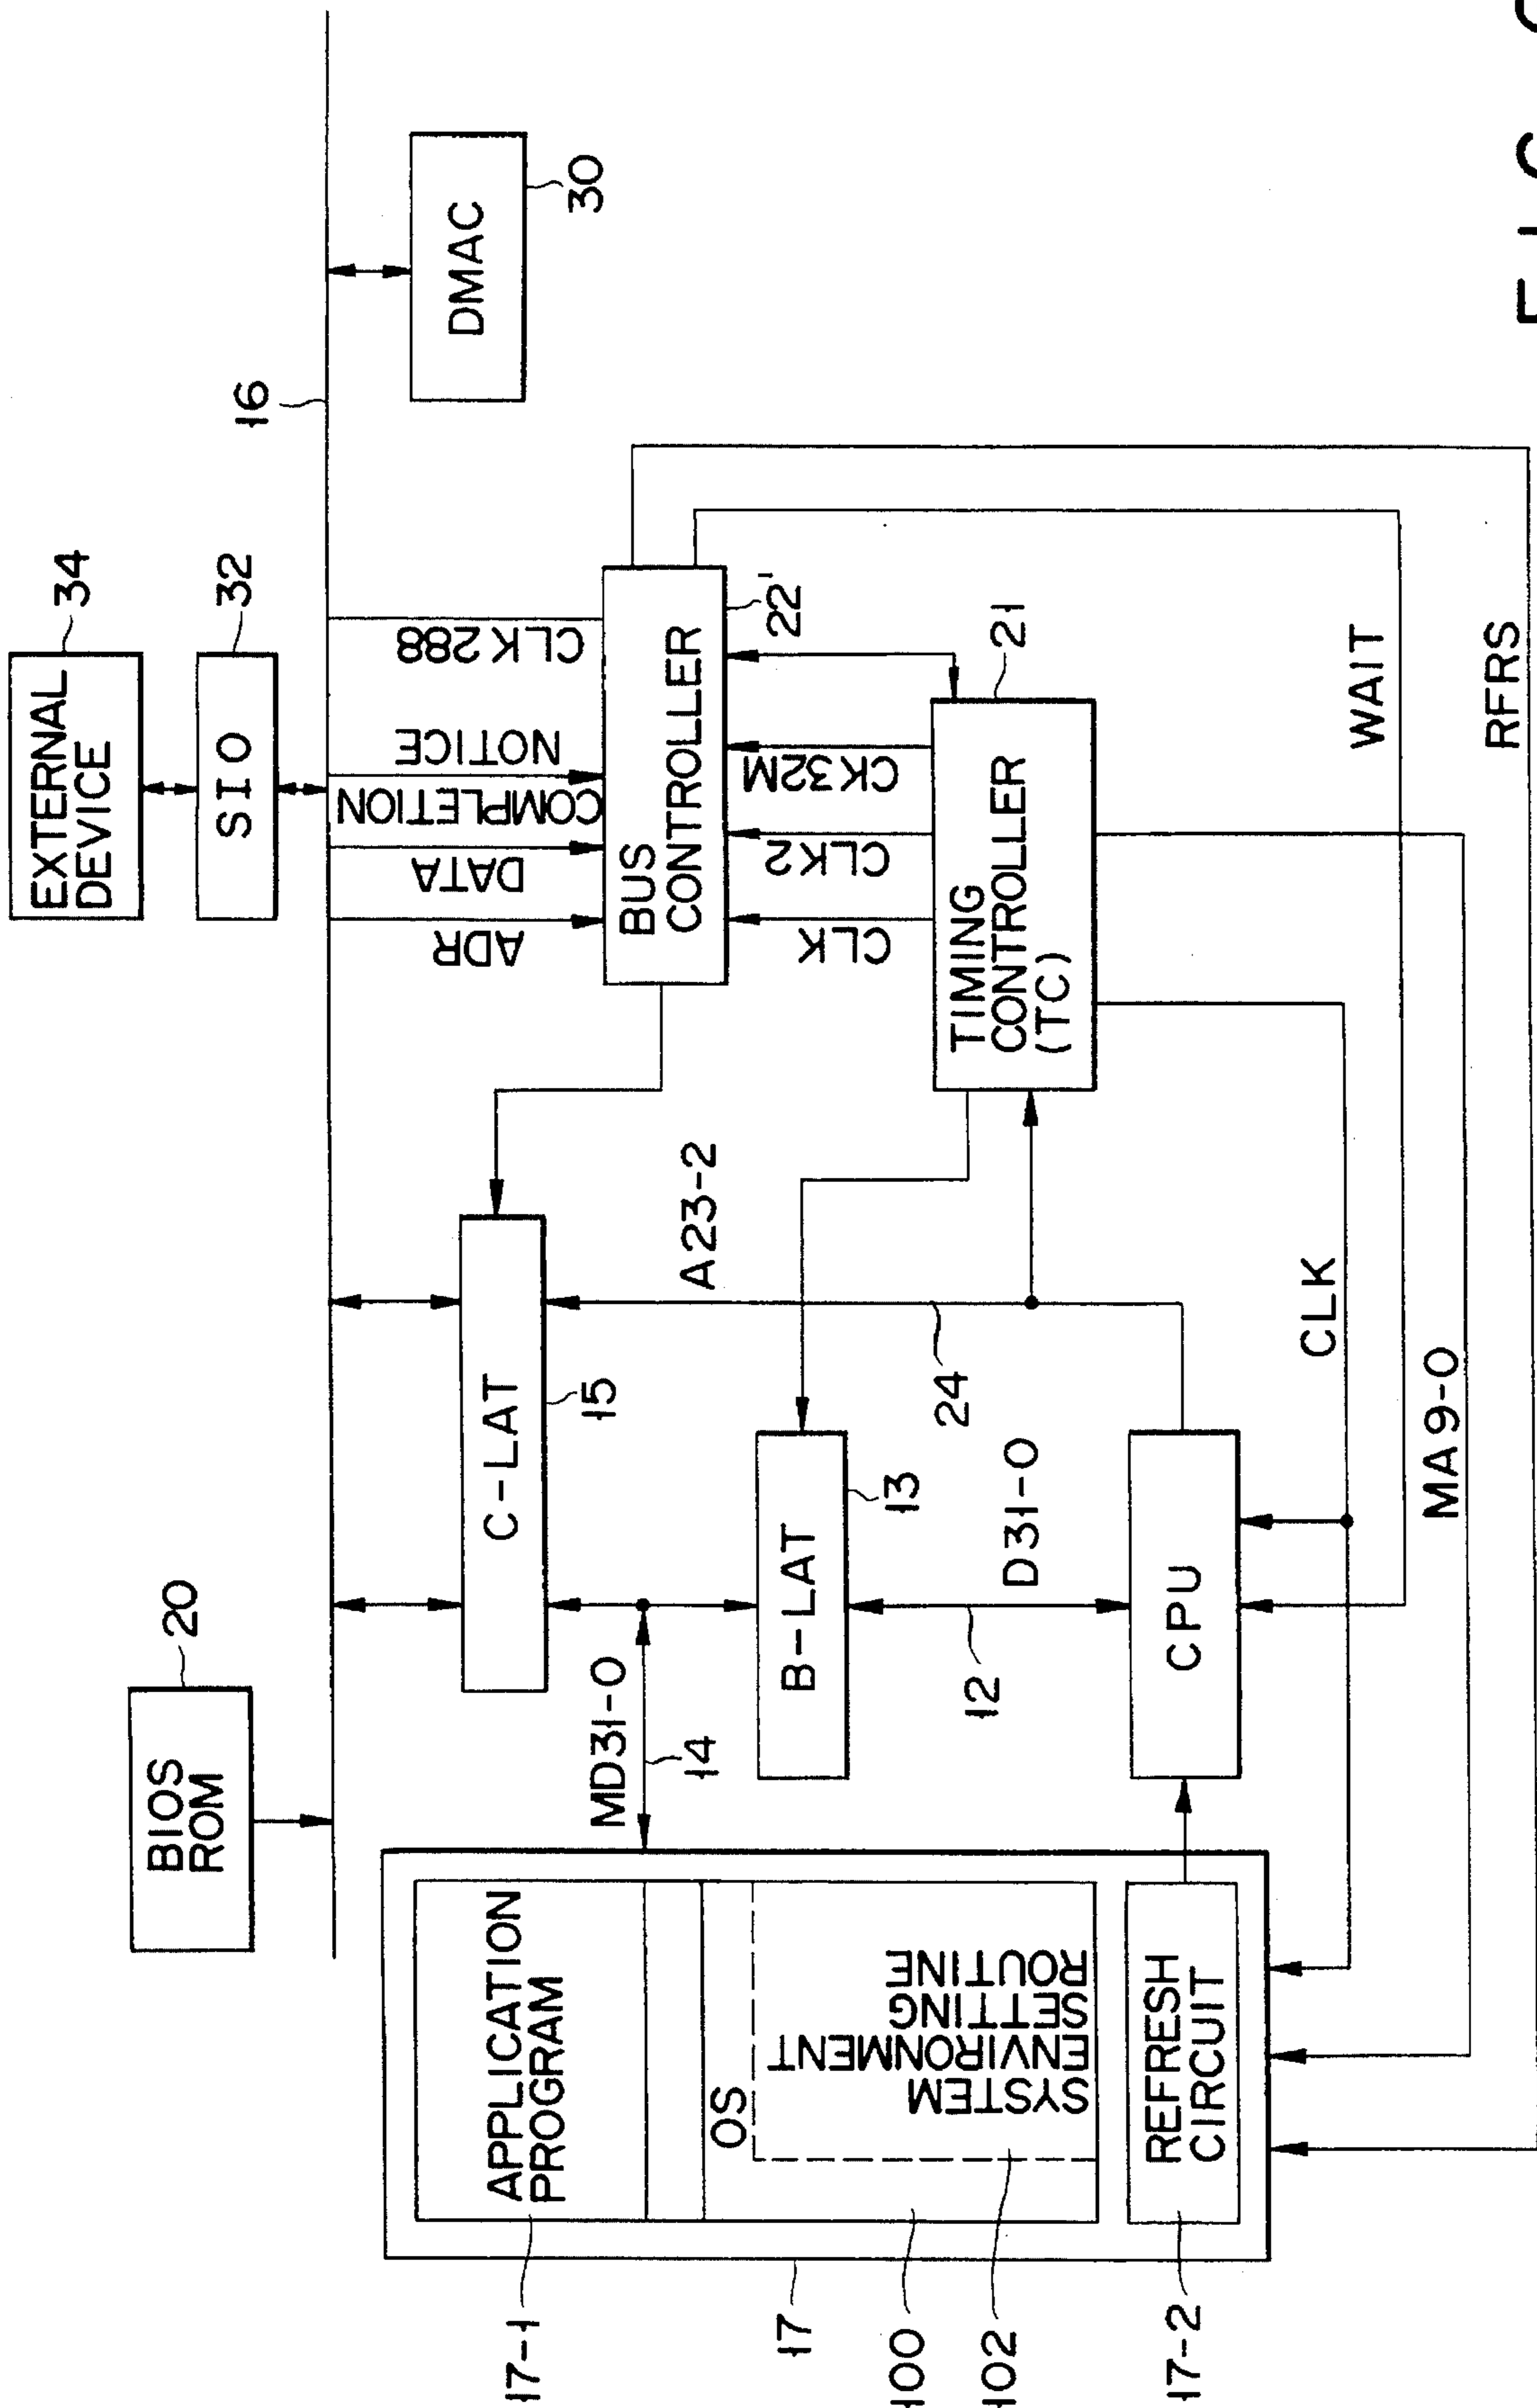 EXTERNAL
DEVICE
34
SIO
32
BIOS
ROM
20
16
DMAC
30
ADR
DATA
COMPLETION
NOTICE
CLK288
BUS
CONTROLLER
22'
C-LAT
15
A23-2
MD31-0
14
B-LAT
13
CLK
CLK2
CK32M
TIMING
CONTROLLER
(TC)
21
24
D31-0
12
CPU
CLK
WAIT
MA9-0
RFRS
APPLICATION
PROGRAM
OS
SYSTEM
ENVIRONMENT
SETTING
ROUTINE
REFRESH
CIRCUIT
17-1
17
100
102
17-2